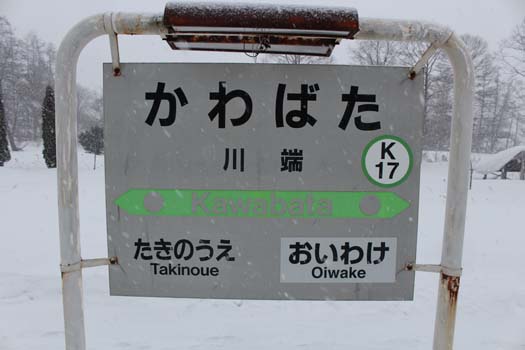 かわばた
川端
K
17
Kawabata
たきのうえ
Takinoue
おいわけ
Oiwake